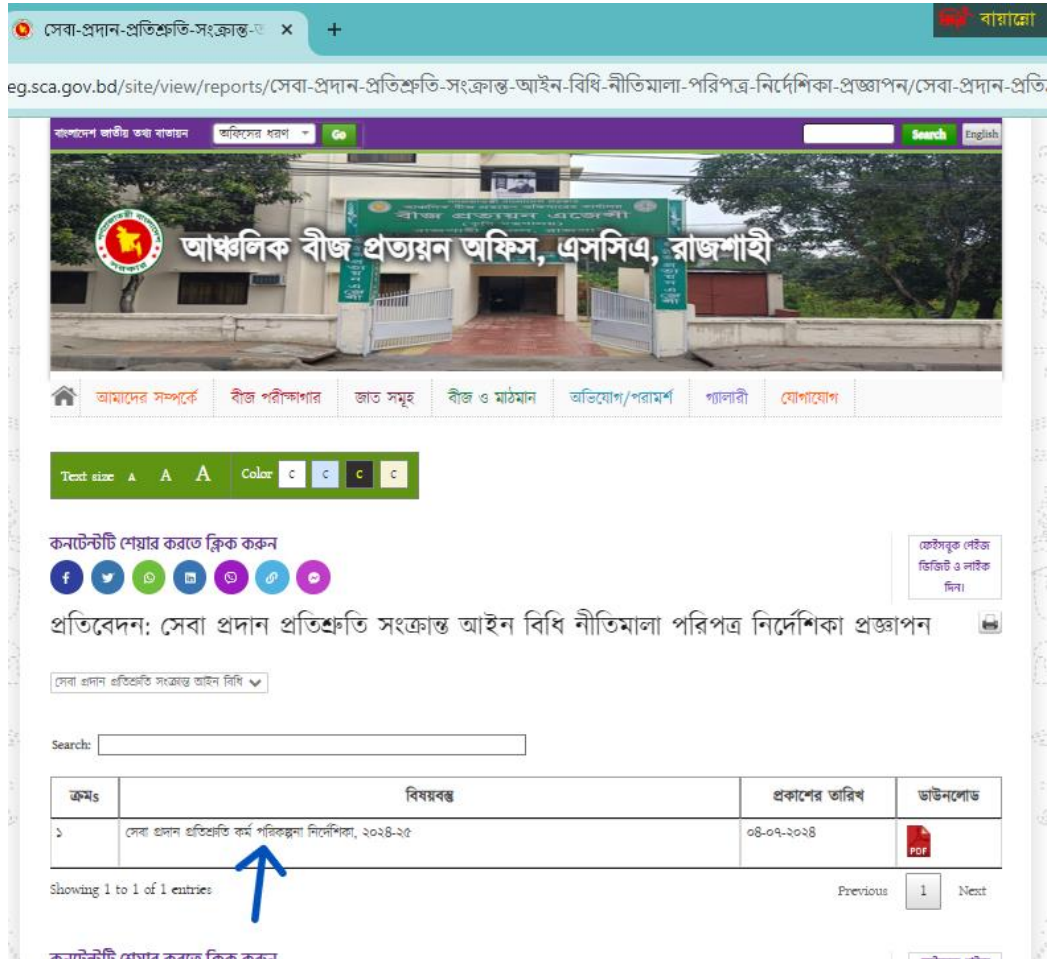 সেবা-প্রদান-প্রতিশ্রুতি-সংক্রান্ত-
বায়ান্নো
eg.sca.gov.bd/site/view/reports/সেবা-প্রদান-প্রতিশ্রুতি-সংক্রান্ত-আইন-বিধি-নীতিমালা-পরিপত্র-নির্দেশিকা-প্রজ্ঞাপন/সেবা-প্রদান-প্রতি
বাংলাদেশ জাতীয় তথ্য বাতায়ন অফিসের ধরণ Go Search English
বীজ প্রত্যয়ন এজেন্সী
আঞ্চলিক বীজ প্রত্যয়ন অফিস, এসসিএ, রাজশাহী
আমাদের সম্পর্কে বীজ পরীক্ষাগার জাত সমূহ বীজ ও মাঠমান অভিযোগ/পরামর্শ গ্যালারী যোগাযোগ
Text size A A A Color C C C C
কনটেন্টটি শেয়ার করতে ক্লিক করুন
ফেইসবুক পেইজ
ভিজিট ও লাইক
দিন।
প্রতিবেদন: সেবা প্রদান প্রতিশ্রুতি সংক্রান্ত আইন বিধি নীতিমালা পরিপত্র নির্দেশিকা প্রজ্ঞাপন
সেবা প্রদান প্রতিশ্রুতি সংক্রান্ত আইন বিধি
Search:
ক্রমঃ বিষয়বস্তু প্রকাশের তারিখ ডাউনলোড
১ সেবা প্রদান প্রতিশ্রুতি কর্ম পরিকল্পনা নির্দেশিকা, ২০২৪-২৫ ০৪-০৭-২০২৪ PDF
Showing 1 to 1 of 1 entries Previous 1 Next
কনটেন্টটি শেয়ার করতে ক্লিক করুন